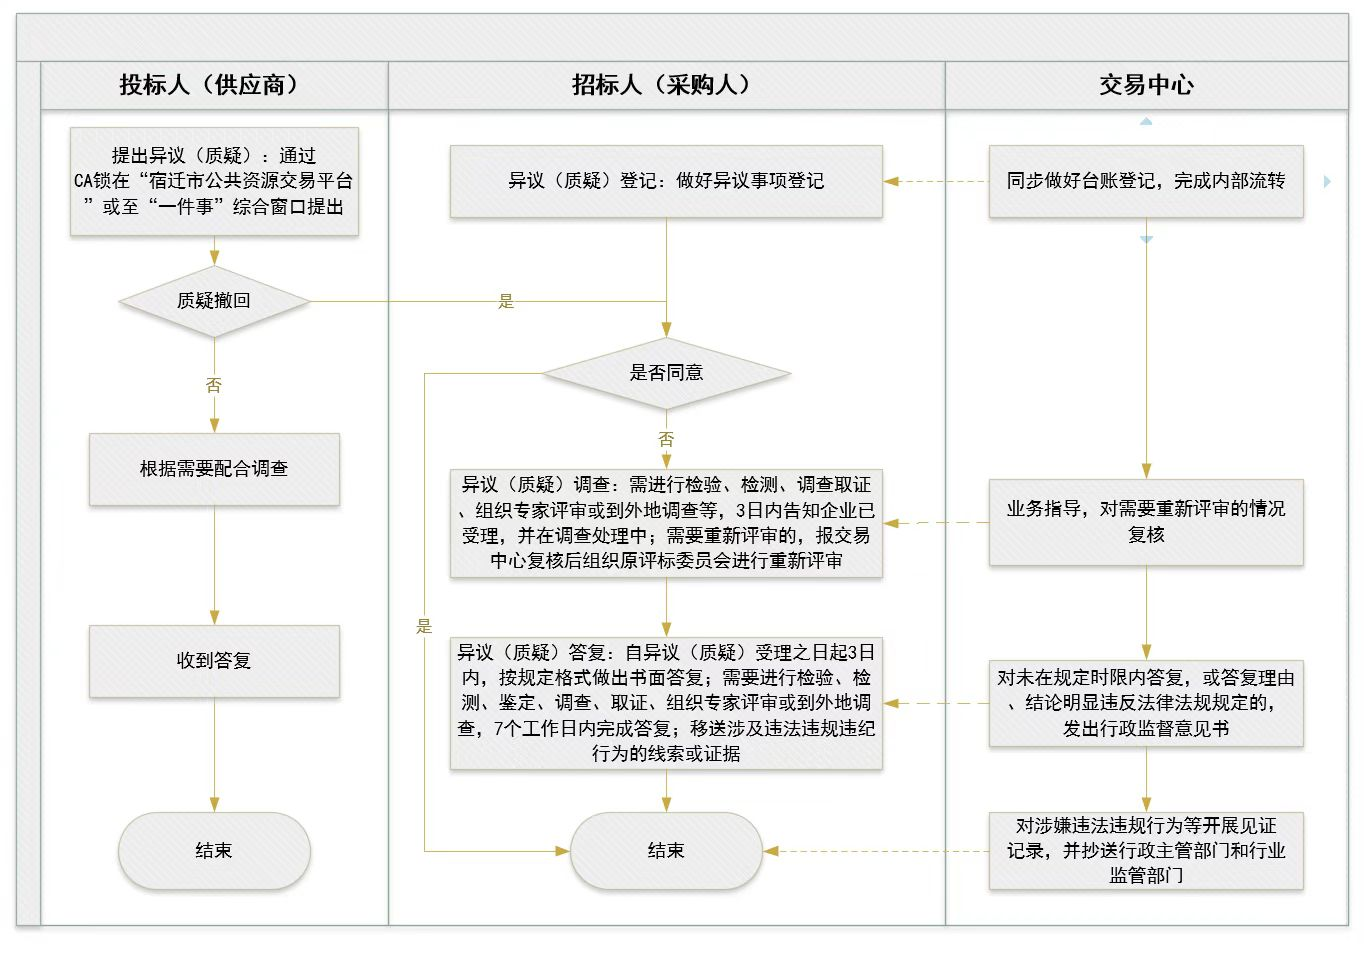 投标人（供应商）
招标人（采购人）
交易中心
提出异议（质疑）：通过
CA锁在“宿迁市公共资源交易平台
”或至“一件事”综合窗口提出
异议（质疑）登记：做好异议事项登记
同步做好台账登记，完成内部流转
质疑撤回
是
是否同意
否
否
根据需要配合调查
异议（质疑）调查：需进行检验、检测、调查取证
、组织专家评审或到外地调查等，3日内告知企业已
受理，并在调查处理中；需要重新评审的，报交易
中心复核后组织原评标委员会进行重新评审
业务指导，对需要重新评审的情况
复核
是
收到答复
异议（质疑）答复：自异议（质疑）受理之日起3日
内，按规定格式做出书面答复；需要进行检验、检
测、鉴定、调查、取证、组织专家评审或到外地调
查，7个工作日内完成答复；移送涉及违法违规违纪
行为的线索或证据
对未在规定时限内答复，或答复理由
、结论明显违反法律法规规定的，
发出行政监督意见书
结束
结束
对涉嫌违法违规行为等开展见证
记录，并抄送行政主管部门和行业
监管部门